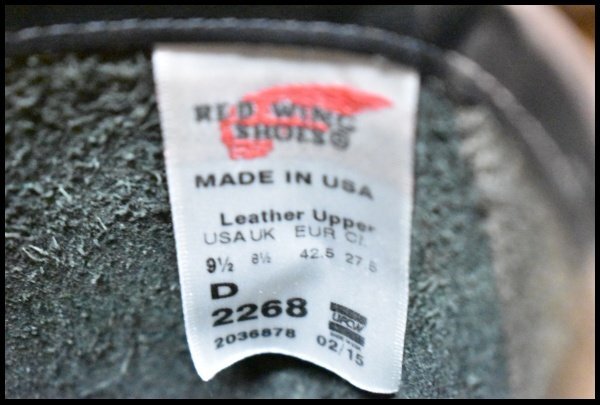 RED WING
SHOES
MADE IN USA
Leather Upper
USA UK EUR
9½ 8½ 42.5 27.5
D
2268
2036878 02/15